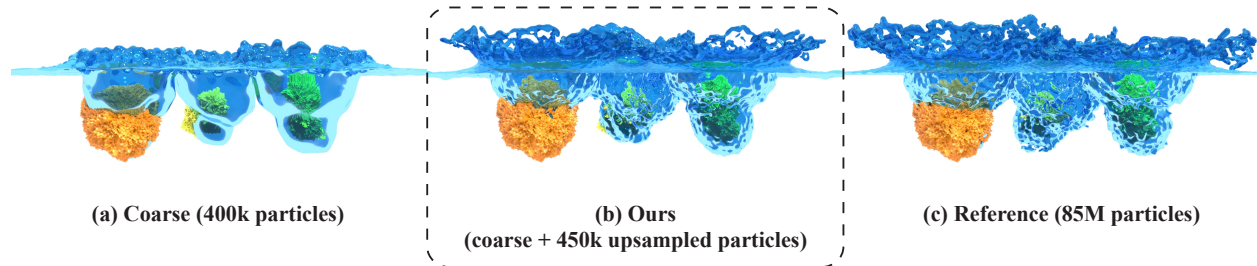 (a) Coarse (400k particles)
(b) Ours
(coarse + 450k upsampled particles)
(c) Reference (85M particles)